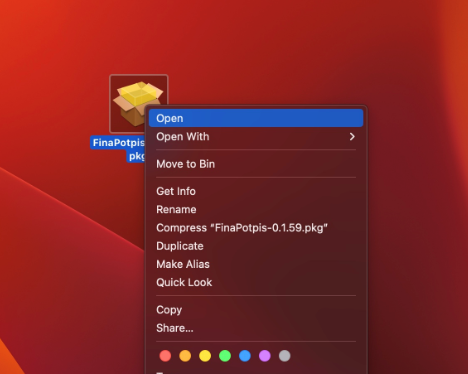 FinaPotpis
pkg
Open
Open With
Move to Bin
Get Info
Rename
Compress “FinaPotpis-0.1.59.pkg”
Duplicate
Make Alias
Quick Look
Copy
Share...